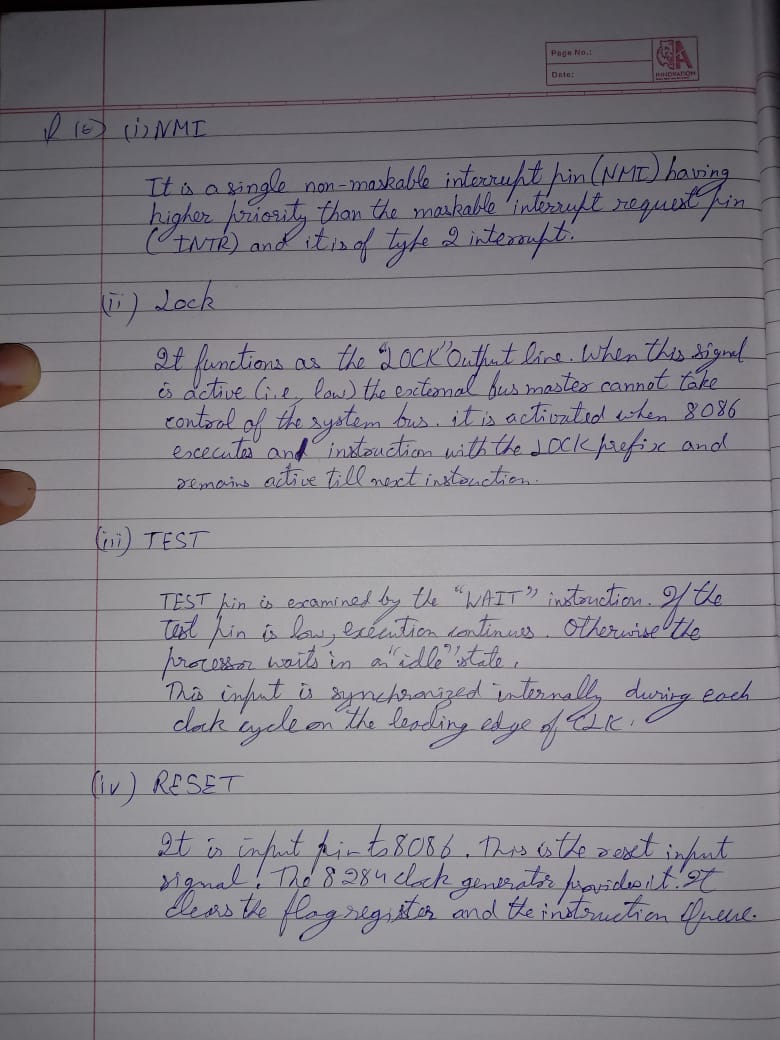 Page No.:
Date:
INNOVATION
(i) NMI
It is a single non-maskable interrupt pin (NMI) having
higher priority than the maskable interrupt request pin
(INTR) and it is of type 2 interrupt.
(ii) Lock
It functions as the "LOCK" Output line. When this signal
is active (i.e, low) the external bus master cannot take
control of the system bus. it is activated when 8086
executes and instruction with the LOCK prefix and
remains active till next instruction.
(iii) TEST
TEST pin is examined by the "WAIT" instruction. If the
Test pin is low, execution continues. Otherwise the
processor waits in an "idle" state.
This input is synchronized internally during each
clock cycle on the leading edge of CLK.
(iv) RESET
It is input pin to 8086. This is the reset input
signal. The 8284 clock generator provides it. It
clears the flag register and the instruction Queue.